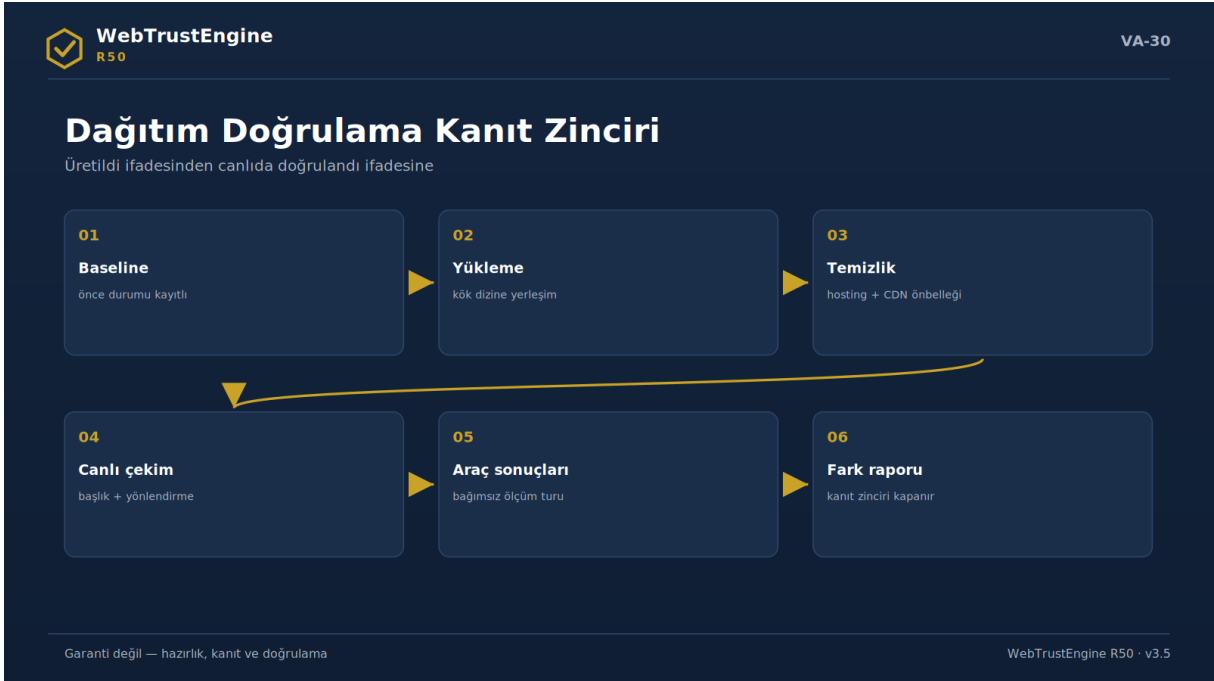 WebTrustEngine
R50
VA-30
Dağıtım Doğrulama Kanıt Zinciri
Üretildi ifadesinden canlıda doğrulandı ifadesine
01
Baseline
önce durumu kayıtlı
02
Yükleme
kök dizine yerleşim
03
Temizlik
hosting + CDN önbelleği
04
Canlı çekim
başlık + yönlendirme
05
Araç sonuçları
bağımsız ölçüm turu
06
Fark raporu
kanıt zinciri kapanır
Garanti değil — hazırlık, kanıt ve doğrulama
WebTrustEngine R50 · v3.5